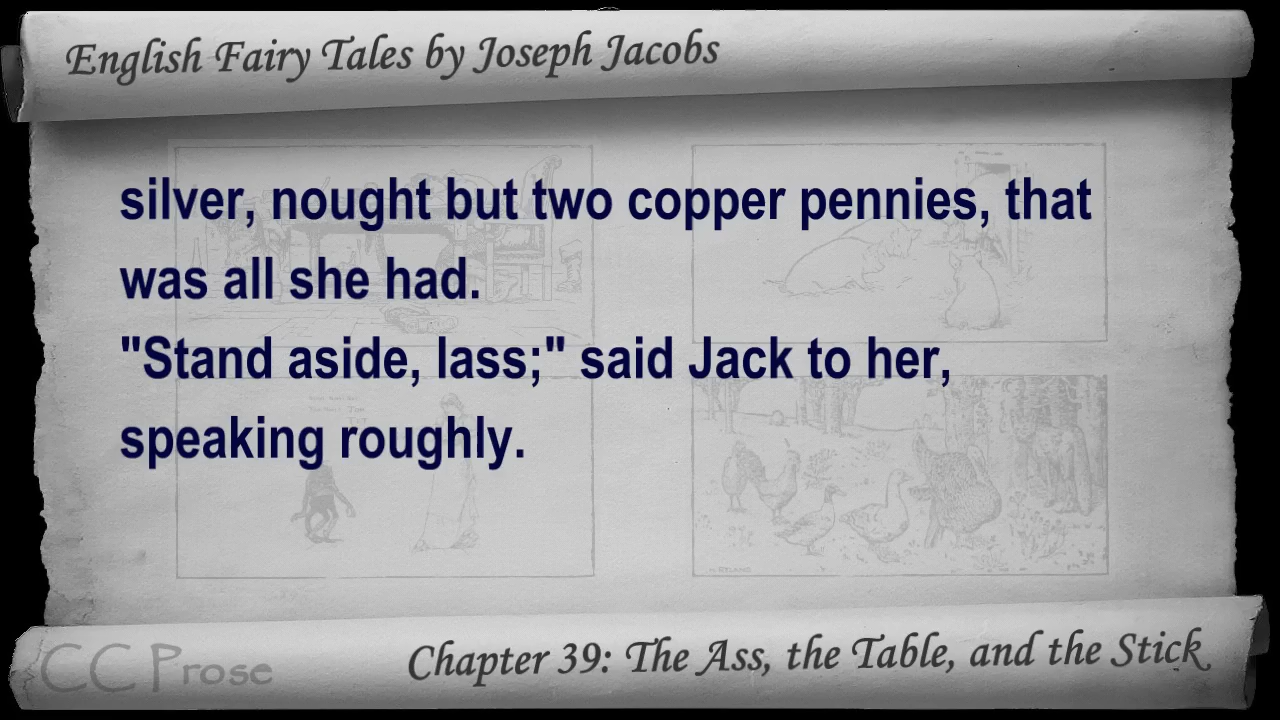 English Fairy Tales by Joseph Jacobs
silver, nought but two copper pennies, that
was all she had.
"Stand aside, lass;" said Jack to her,
speaking roughly.
CC Prose
Chapter 39: The Ass, the Table, and the Stick